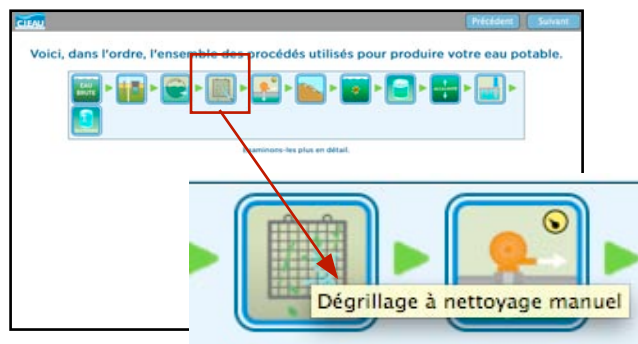 C.I.EAU
Précédent Suivant
Voici, dans l'ordre, l'ensemble des procédés utilisés pour produire votre eau potable.
EAU
BRUTE
Examinons-les plus en détail.
Dégrillage à nettoyage manuel